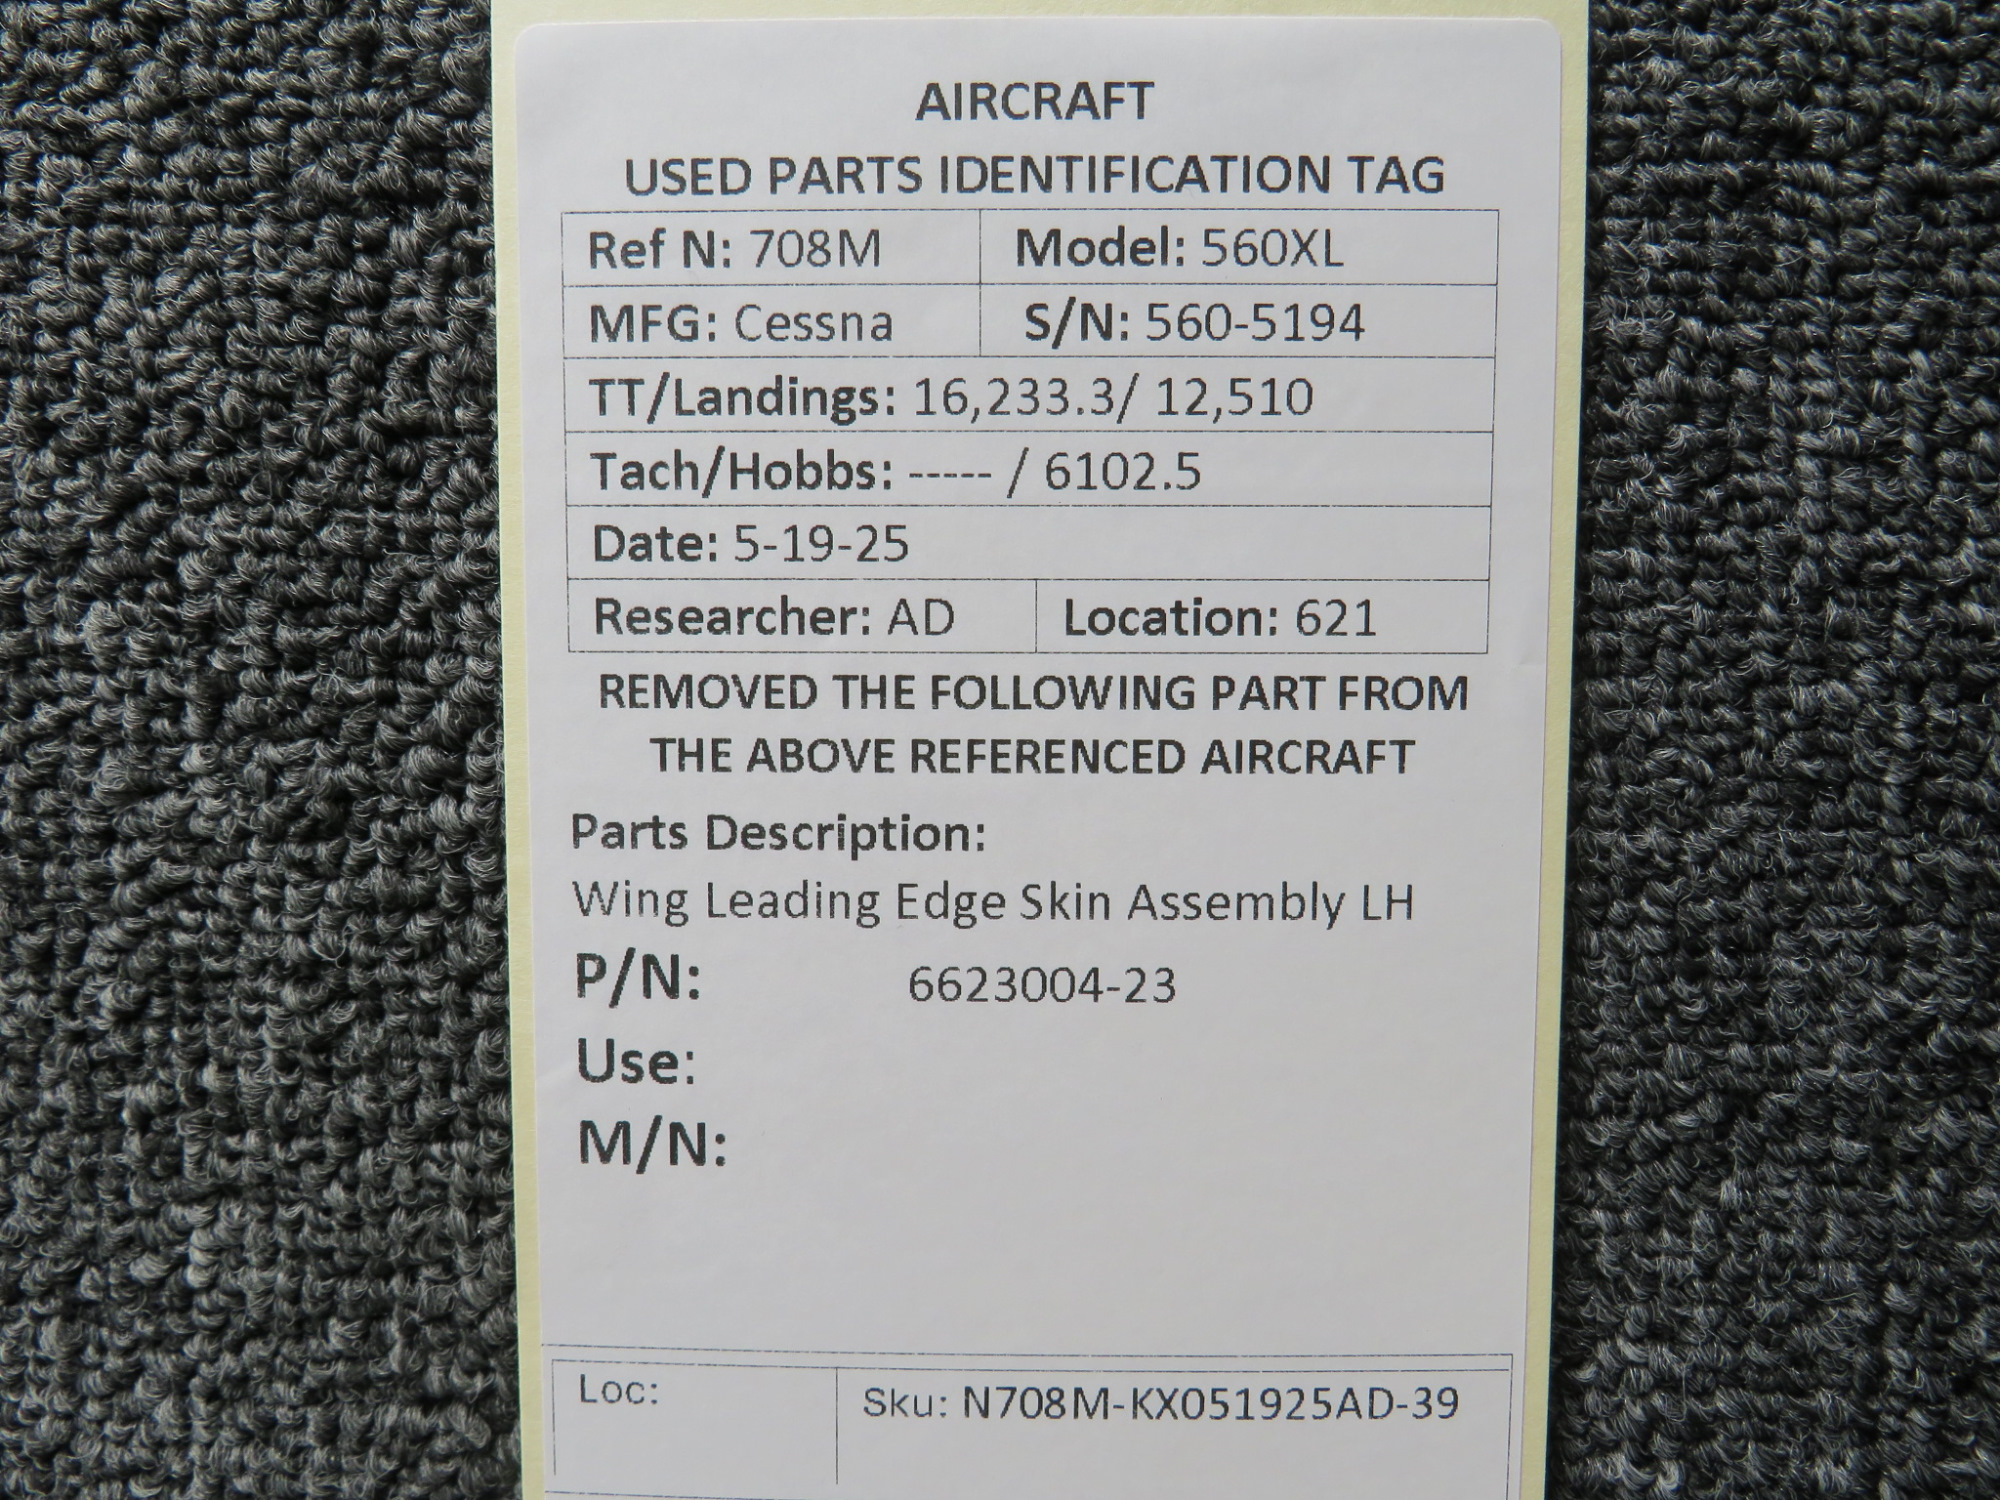 AIRCRAFT
USED PARTS IDENTIFICATION TAG
Ref N: 708M Model: 560XL
MFG: Cessna S/N: 560-5194
TT/Landings: 16,233.3/ 12,510
Tach/Hobbs: ----- / 6102.5
Date: 5-19-25
Researcher: AD Location: 621
REMOVED THE FOLLOWING PART FROM
THE ABOVE REFERENCED AIRCRAFT
Parts Description:
Wing Leading Edge Skin Assembly LH
P/N: 6623004-23
Use:
M/N:
Loc: Sku: N708M-KX051925AD-39